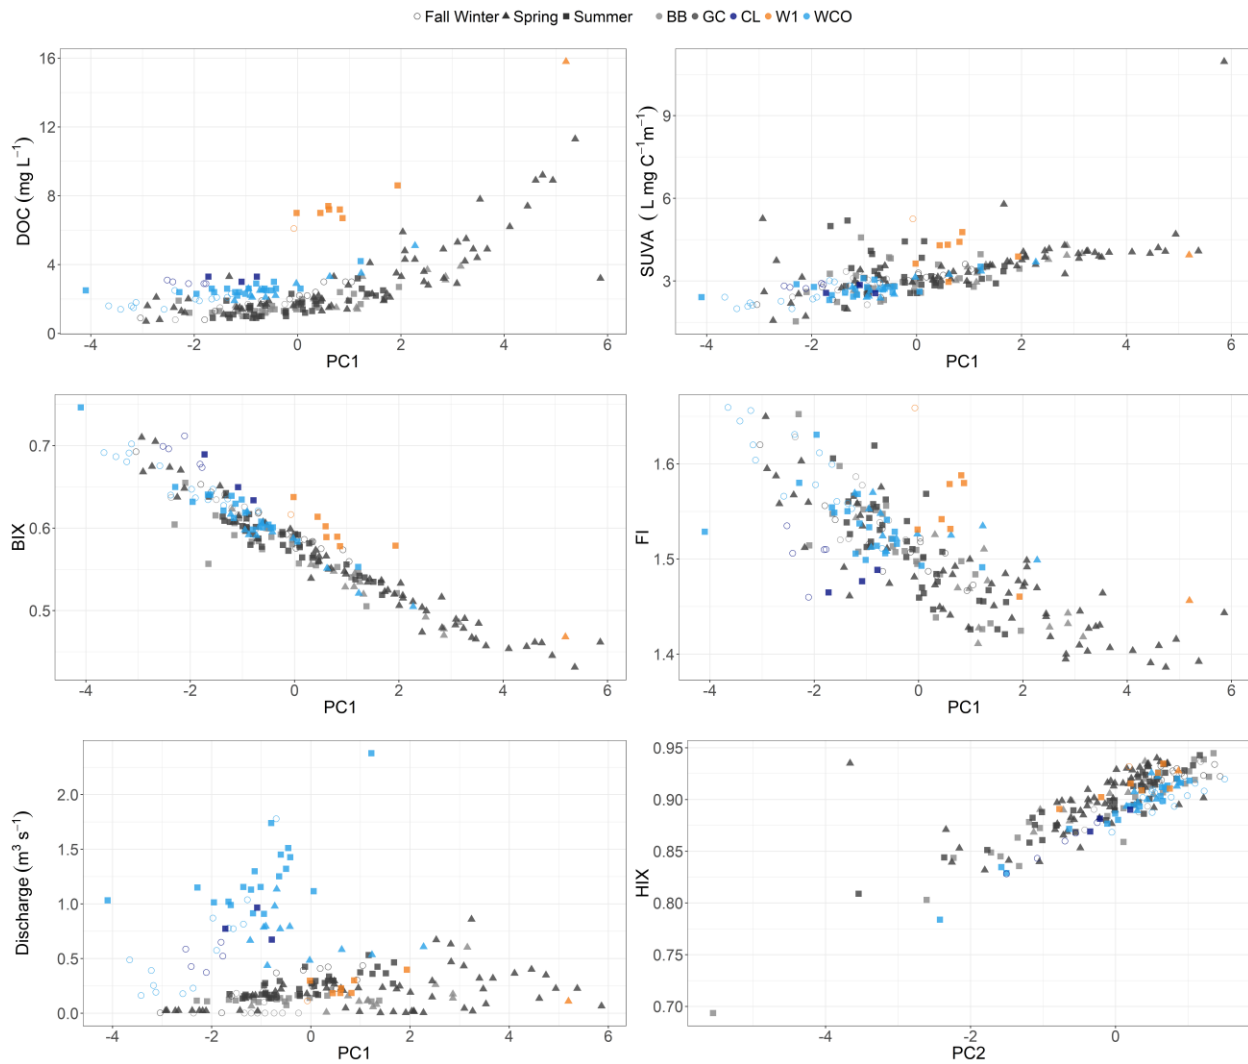 Fall Winter Spring Summer BB GC CL W1 WCO
16
12
8
4
0
DOC (mg L⁻¹)
-4 -2 0 2 4 6
PC1
9
6
3
SUVA ( L mg C⁻¹m⁻¹)
-4 -2 0 2 4 6
PC1
0.7
0.6
0.5
BIX
-4 -2 0 2 4 6
PC1
1.6
1.5
1.4
FI
-4 -2 0 2 4 6
PC1
2.0
1.5
1.0
0.5
0.0
Discharge (m³ s⁻¹)
-4 -2 0 2 4 6
PC1
0.95
0.90
0.85
0.80
0.70
HIX
-4 -2 0
PC2